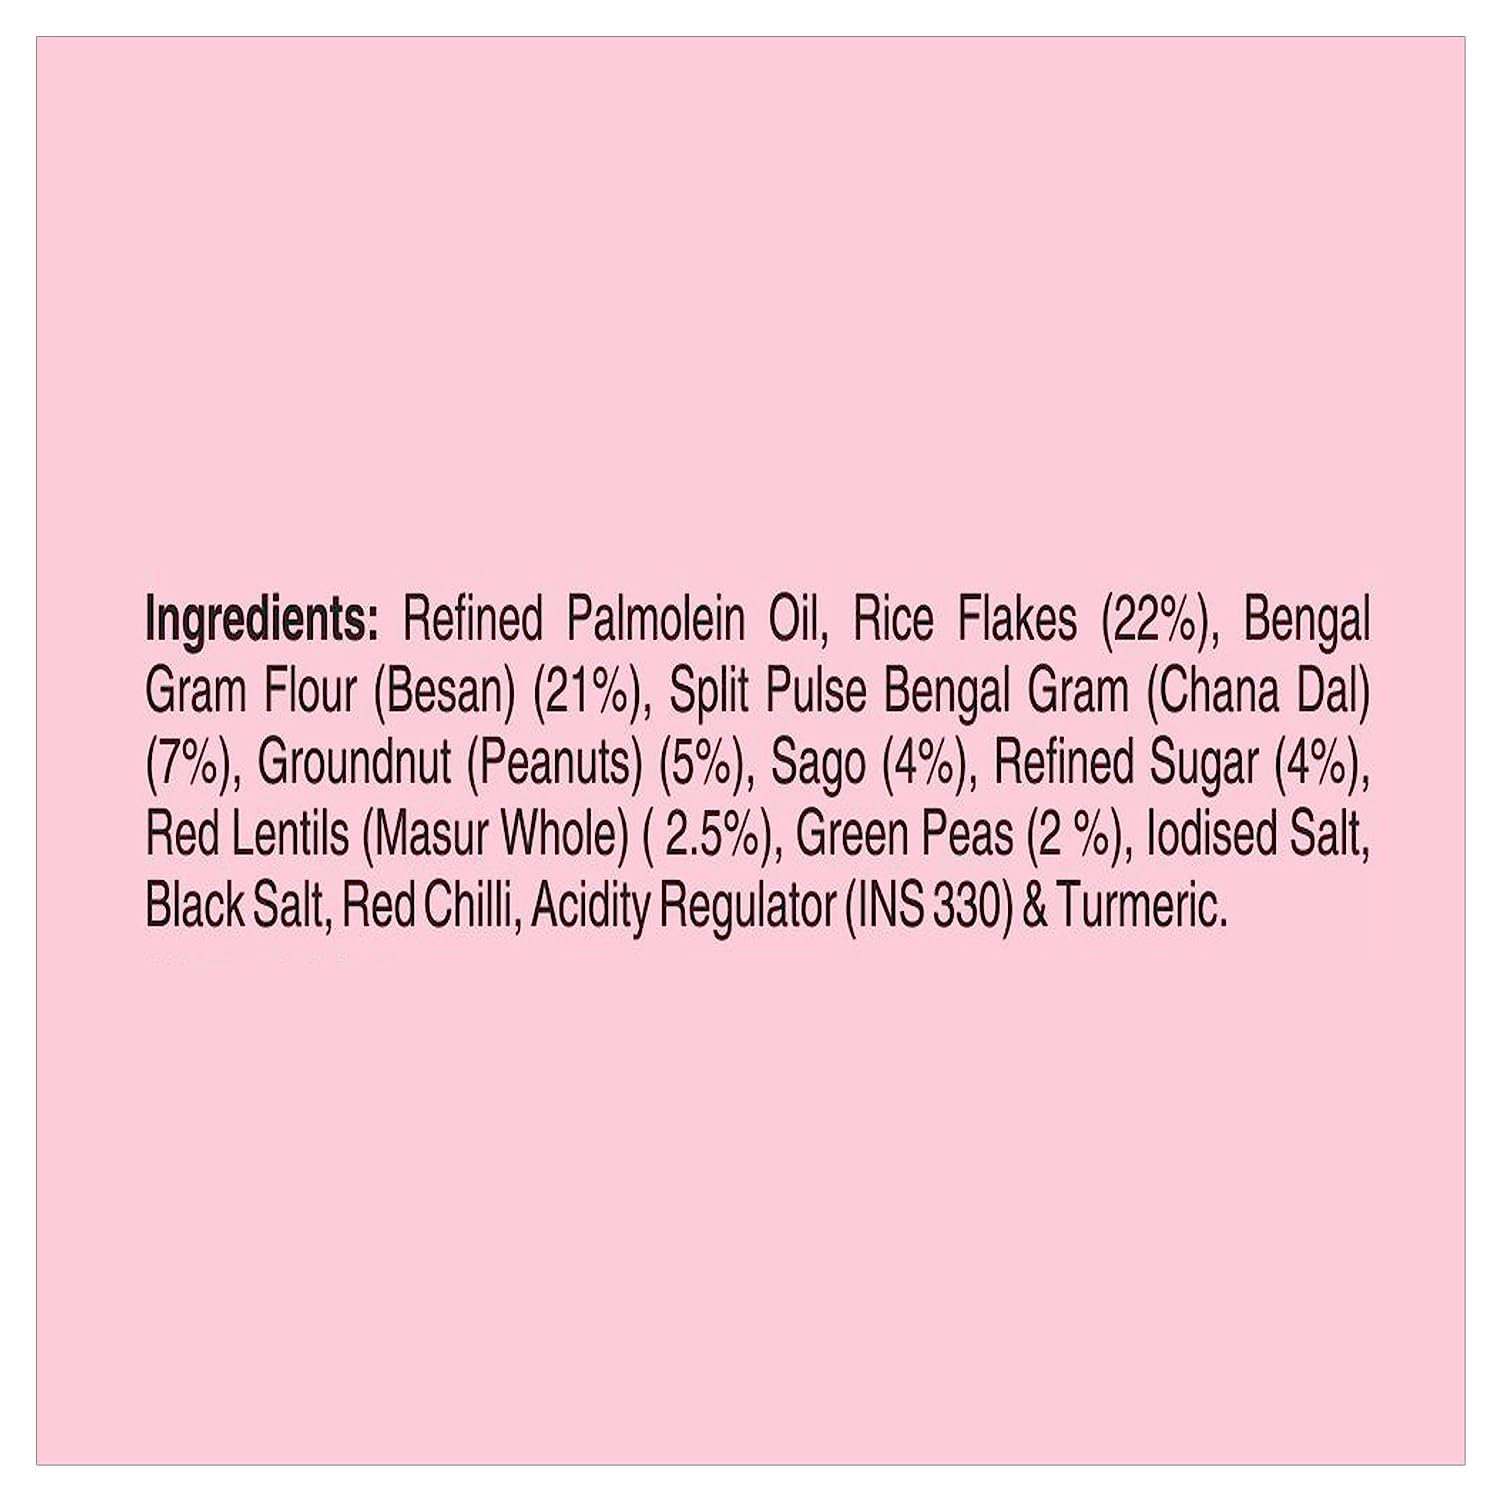 Ingredients: Refined Palmolein Oil, Rice Flakes (22%), Bengal
Gram Flour (Besan) (21%), Split Pulse Bengal Gram (Chana Dal)
(7%), Groundnut (Peanuts) (5%), Sago (4%), Refined Sugar (4%),
Red Lentils (Masur Whole) ( 2.5%), Green Peas (2 %), Iodised Salt,
Black Salt, Red Chilli, Acidity Regulator (INS 330) & Turmeric.